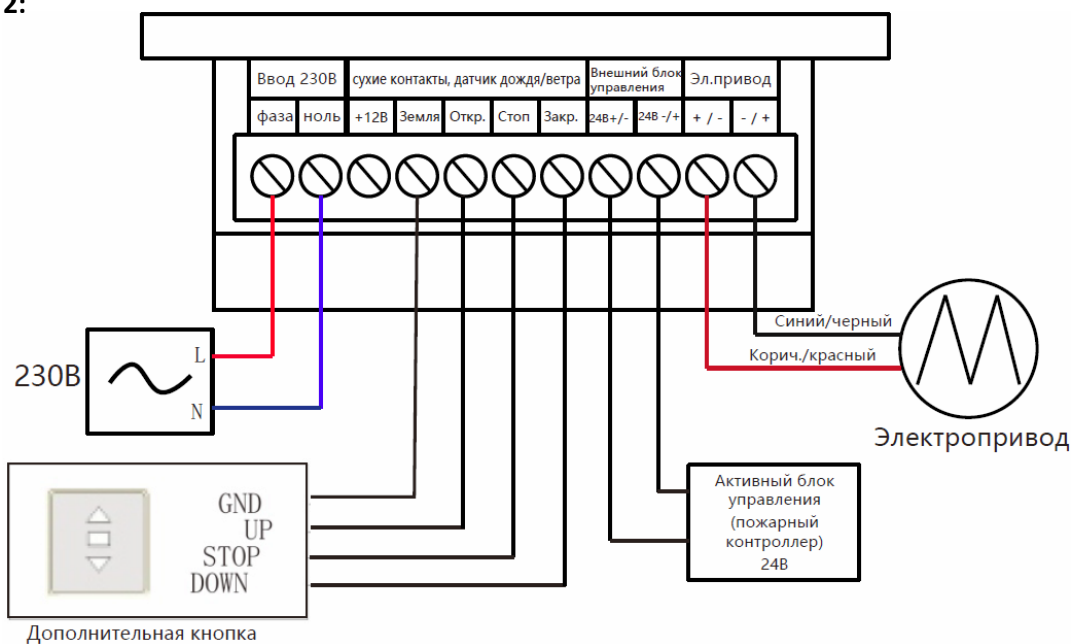 2:
Ввод 230В сухие контакты, датчик дождя/ветра Внешний блок управления Эл.привод
фаза ноль +12В Земля Откр. Стоп Закр. 24В+/- 24В -/+ + / - - / +
Синий/черный
Корич./красный
230В
L
N
Электропривод
GND
UP
STOP
DOWN
Дополнительная кнопка
Активный блок
управления
(пожарный
контроллер)
24В